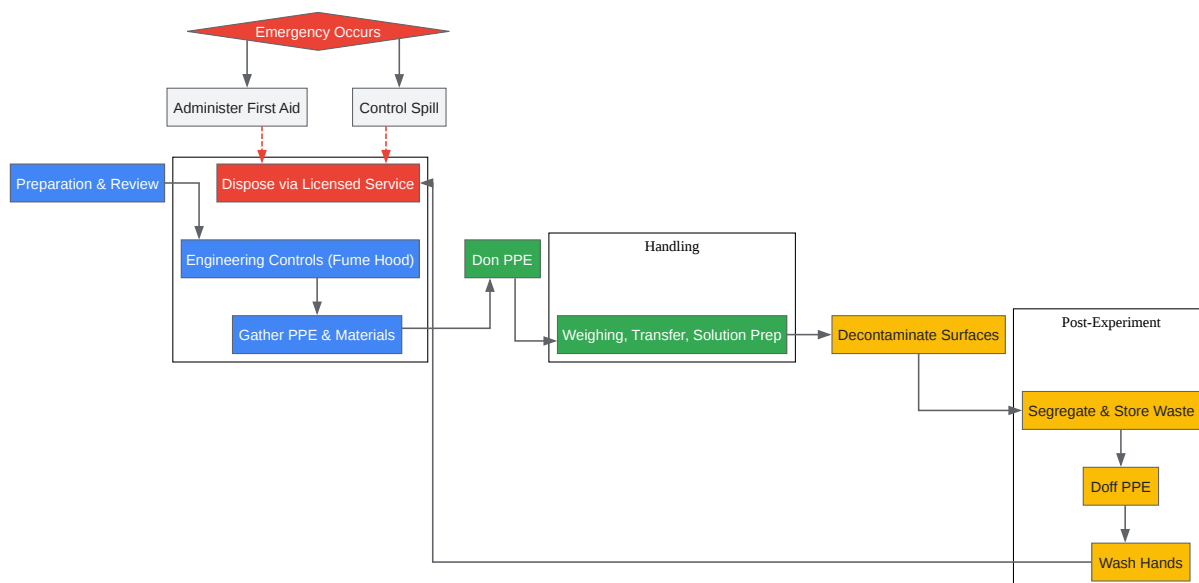 Emergency Occurs
Administer First Aid
Control Spill
Preparation & Review
Dispose via Licensed Service
Engineering Controls (Fume Hood)
Gather PPE & Materials
Don PPE
Handling
Weighing, Transfer, Solution Prep
Decontaminate Surfaces
Post-Experiment
Segregate & Store Waste
Doff PPE
Wash Hands